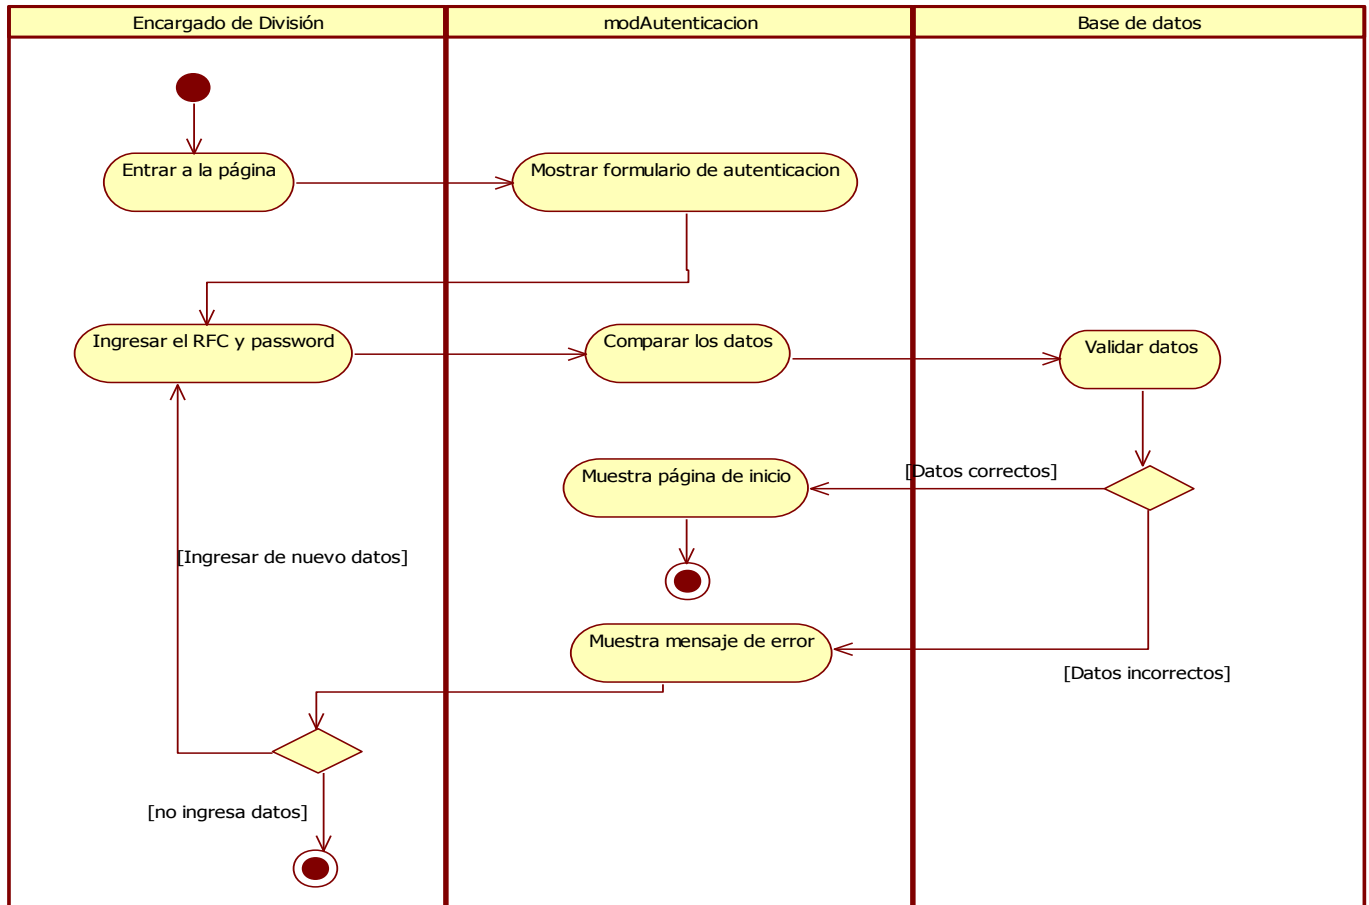 Encargado de División
modAutenticacion
Base de datos
Entrar a la página
Mostrar formulario de autenticacion
Ingresar el RFC y password
Comparar los datos
Validar datos
Muestra página de inicio
[Datos correctos]
[Ingresar de nuevo datos]
Muestra mensaje de error
[Datos incorrectos]
[no ingresa datos]